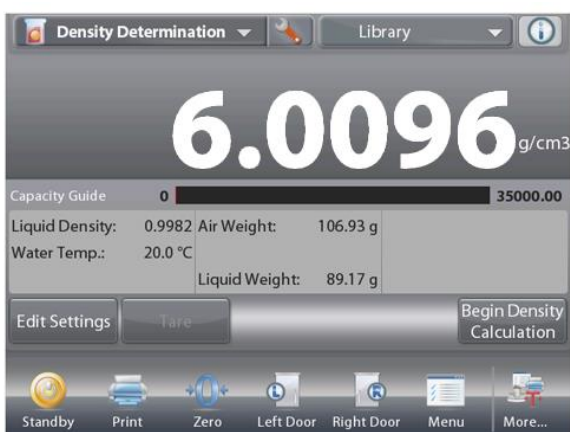 Density Determination Library
6.0096 g/cm3
Capacity Guide 0 35000.00
Liquid Density: 0.9982 Air Weight: 106.93 g
Water Temp.: 20.0 °C
Liquid Weight: 89.17 g
Edit Settings Tare Begin Density
Calculation
Standby Print Zero Left Door Right Door Menu More...